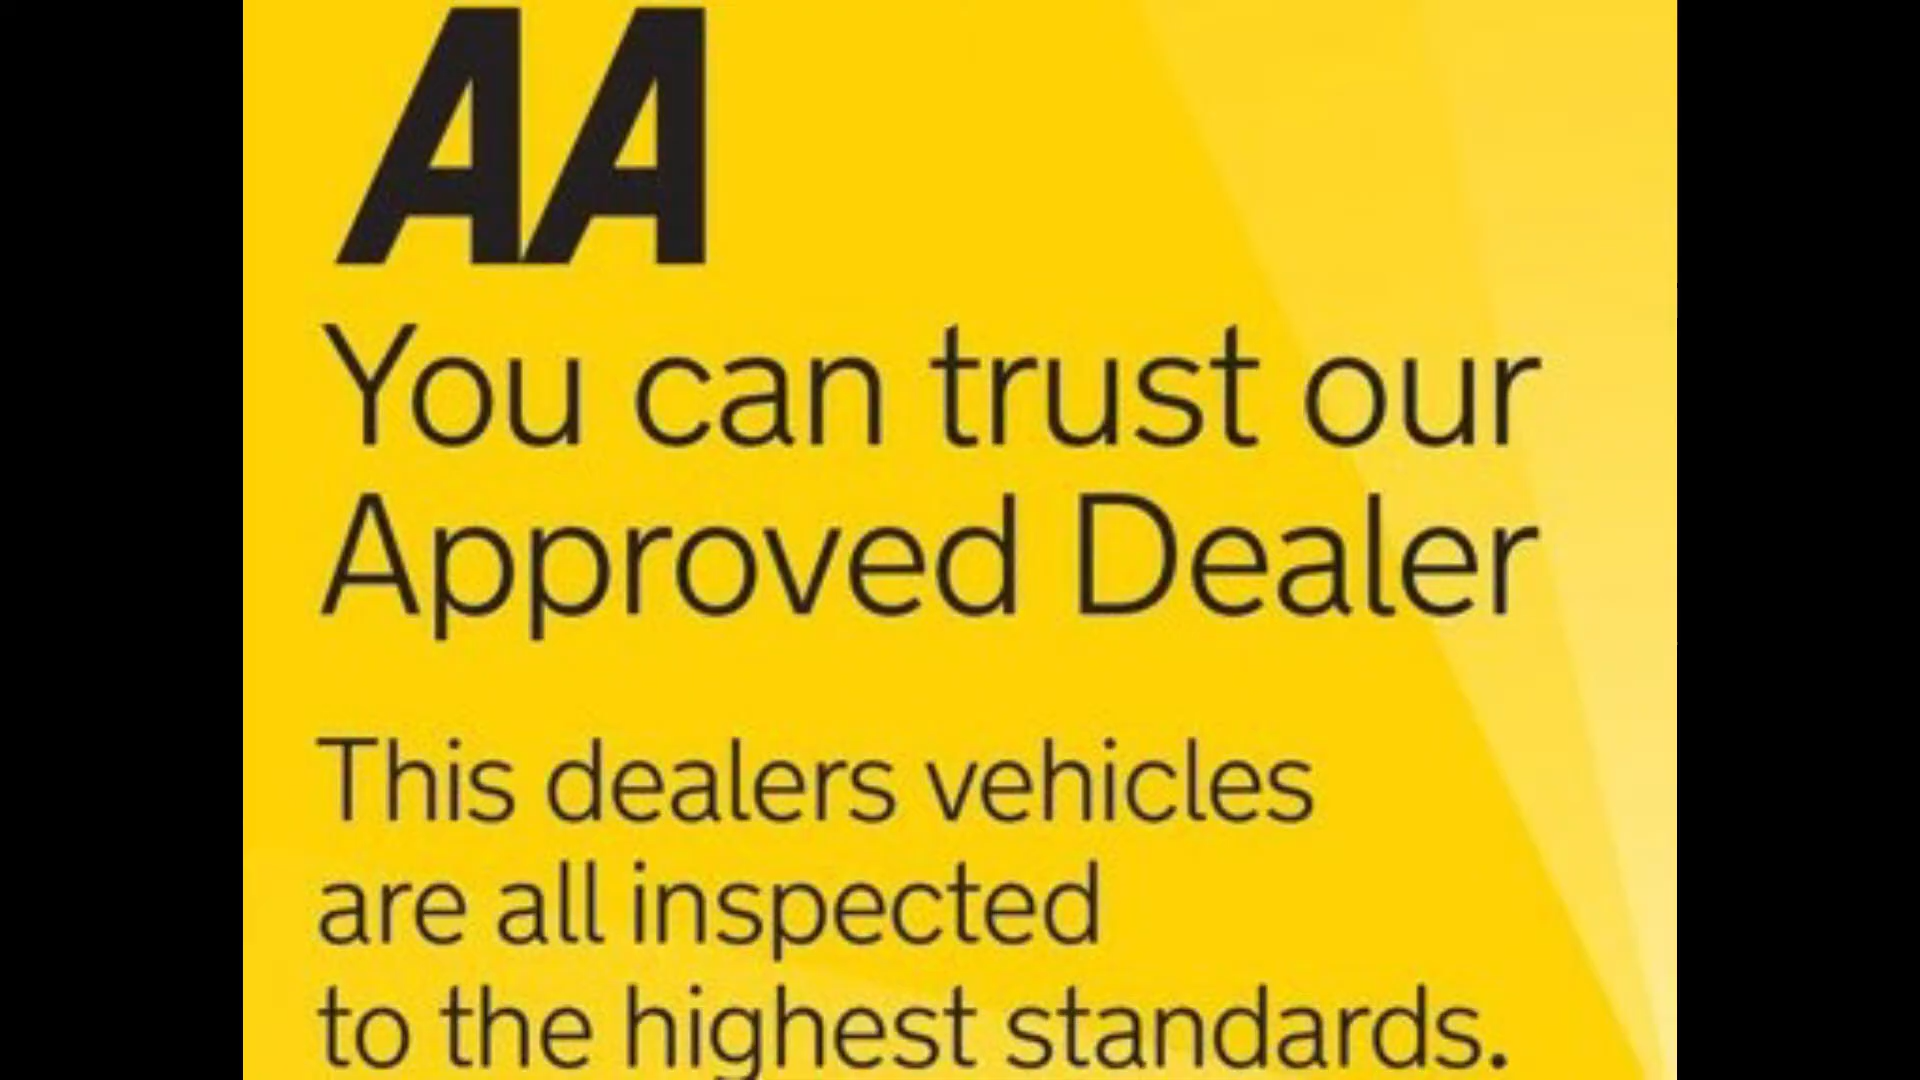 AA
You can trust our
Approved Dealer
This dealers vehicles
are all inspected
to the highest standards.